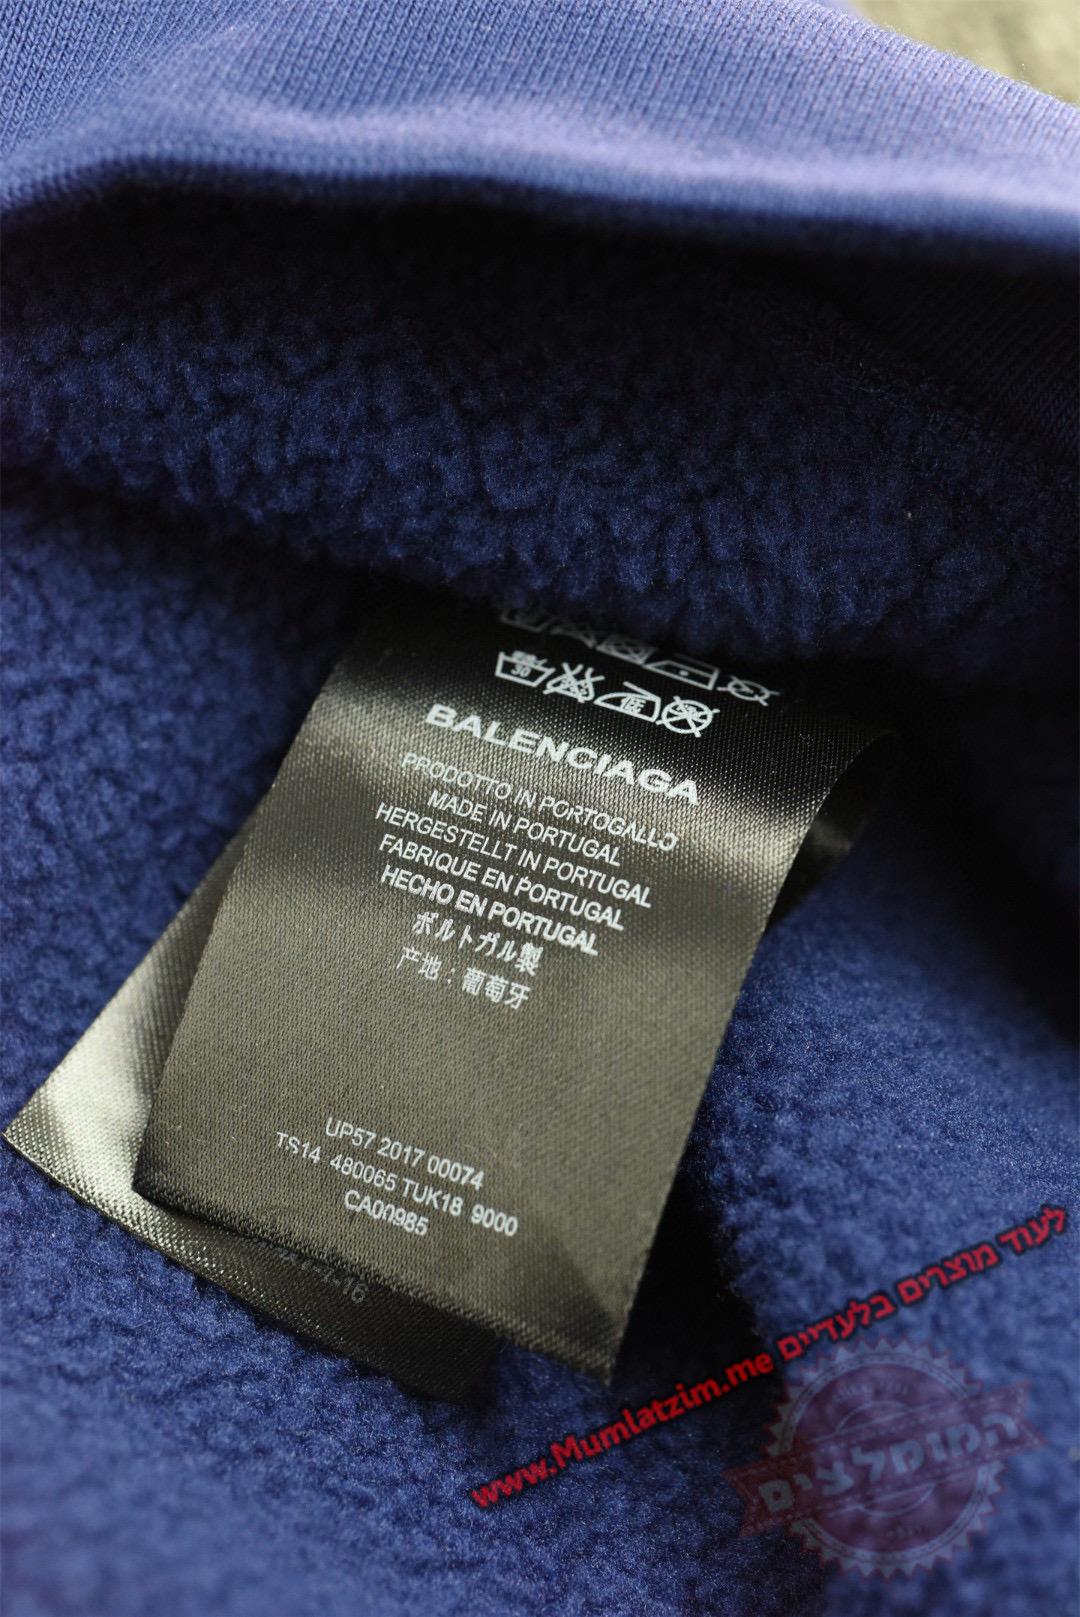 30
BALENCIAGA
PRODOTTO IN PORTOGALLO
MADE IN PORTUGAL
HERGESTELLT IN PORTUGAL
FABRIQUE EN PORTUGAL
HECHO EN PORTUGAL
ポルトガル製
产地：葡萄牙
UP57 2017 00074
TS14 480065 TUK18 9000
CA00985
16
www.Mumlatzim.me לעוד מוצרים בלעדיים
המומלצים